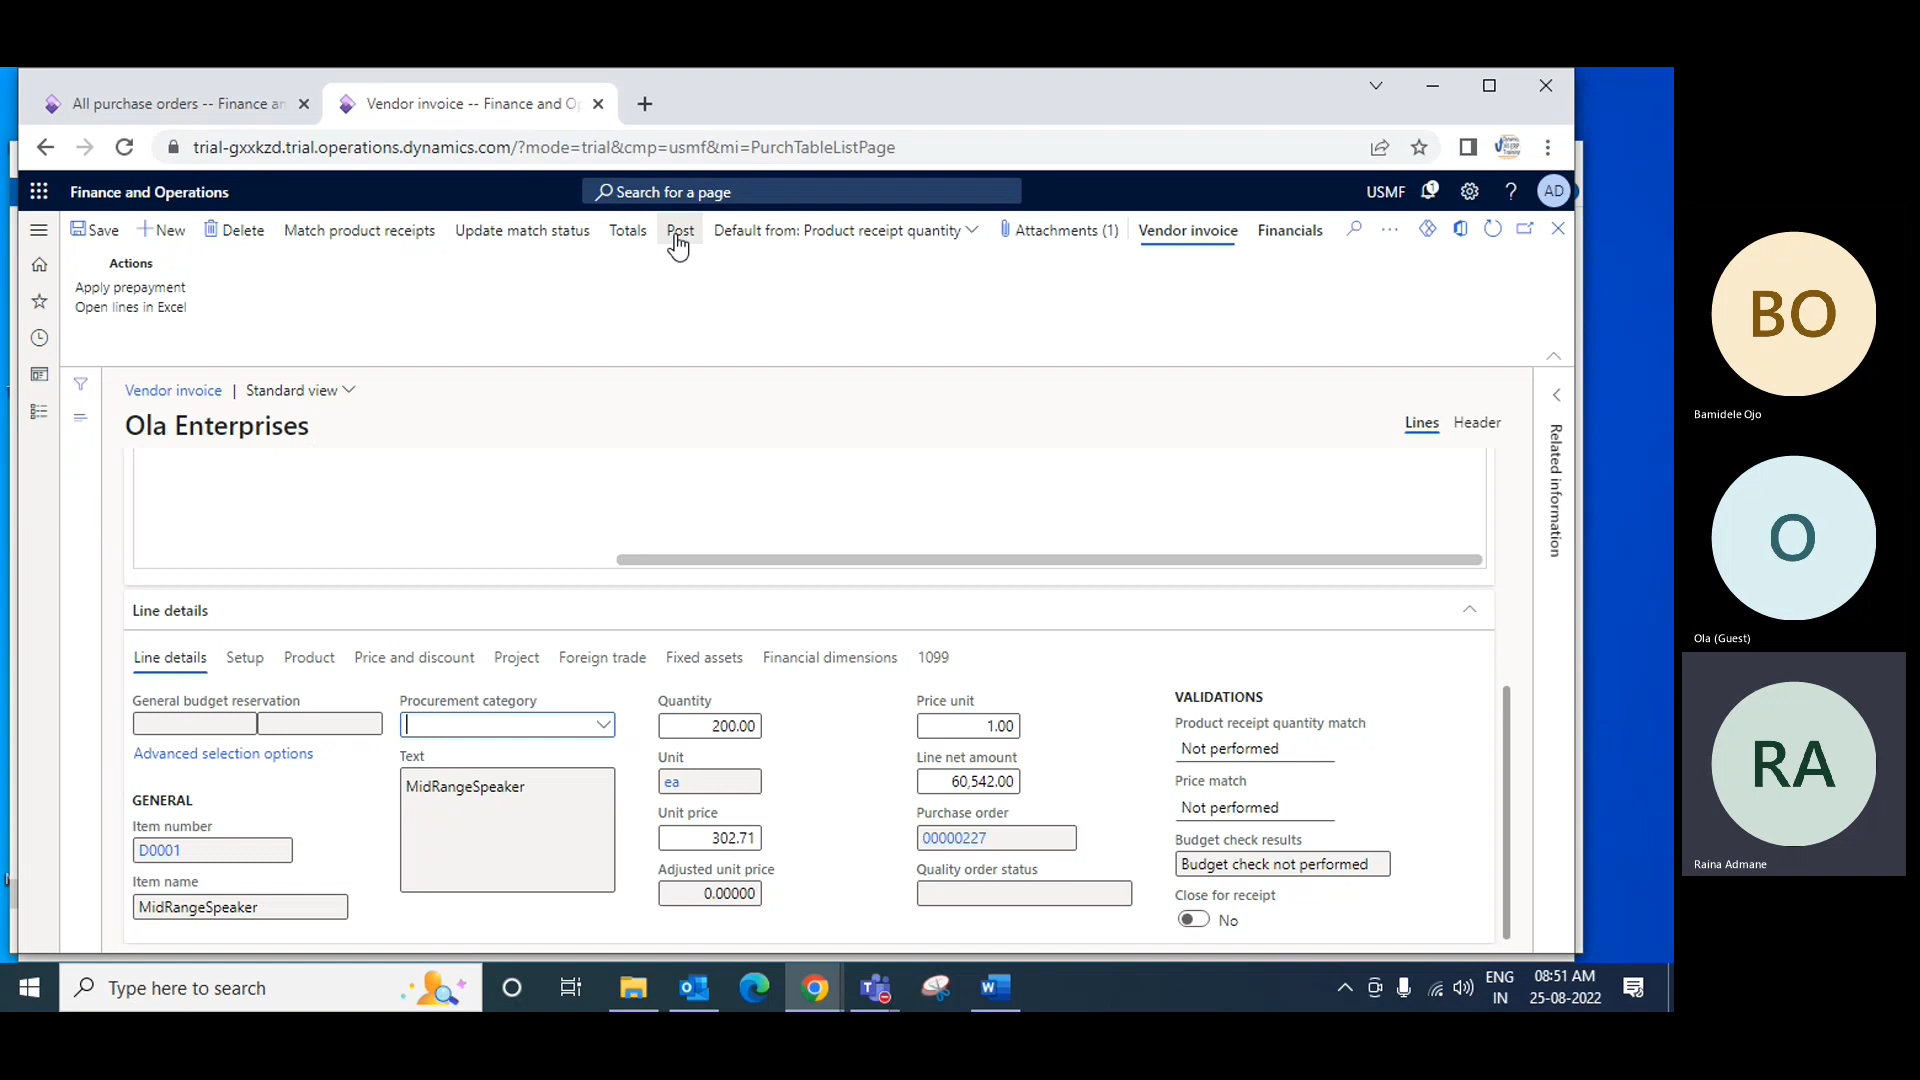 All purchase orders -- Finance an
Vendor invoice -- Finance and Op
trial-gxxkzd.trial.operations.dynamics.com/?mode=trial&cmp=usmf&mi=PurchTableListPage
Finance and Operations
Search for a page
USMF
1
?
AD
Save
New
Delete
Match product receipts
Update match status
Totals
Post
Default from: Product receipt quantity
Attachments (1)
Vendor invoice
Financials
Actions
Apply prepayment
Open lines in Excel
Vendor invoice | Standard view
Ola Enterprises
Lines
Header
Related information
Line details
Line details
Setup
Product
Price and discount
Project
Foreign trade
Fixed assets
Financial dimensions
1099
General budget reservation
Advanced selection options
GENERAL
Item number
D0001
Item name
MidRangeSpeaker
Procurement category
Text
MidRangeSpeaker
Quantity
200.00
Unit
ea
Unit price
302.71
Adjusted unit price
0.00000
Price unit
1.00
Line net amount
60,542.00
Purchase order
00000227
Quality order status
VALIDATIONS
Product receipt quantity match
Not performed
Price match
Not performed
Budget check results
Budget check not performed
Close for receipt
No
Type here to search
ENG
IN
08:51 AM
25-08-2022
BO
Bamidele Ojo
O
Ola (Guest)
RA
Raina Admane